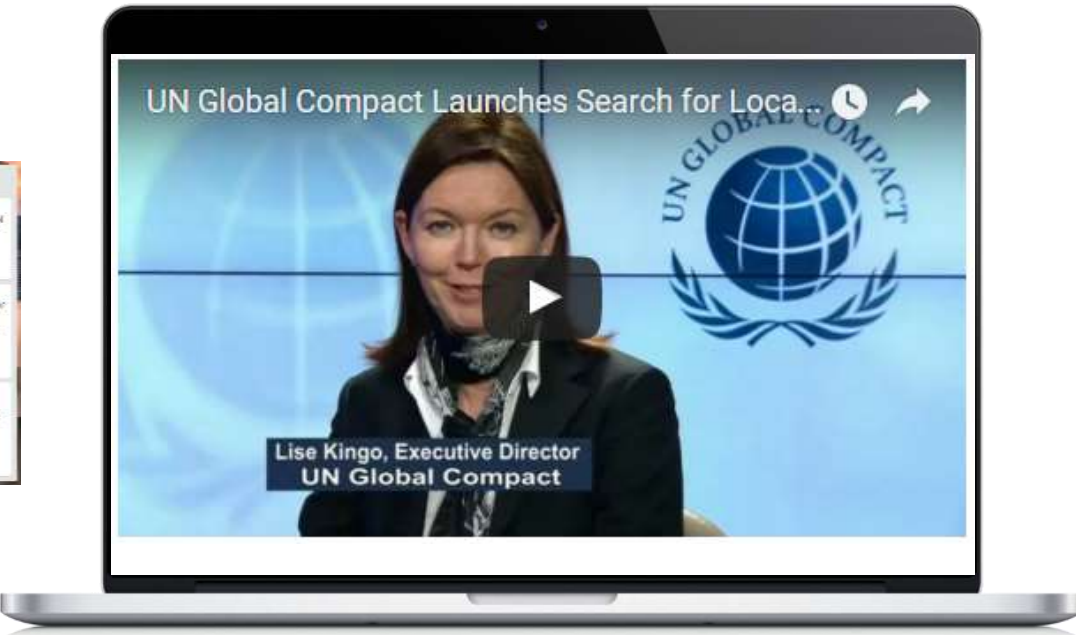 UN Global Compact Launches Search for Loca...
UN GLOBAL COMPACT
Lise Kingo, Executive Director
UN Global Compact